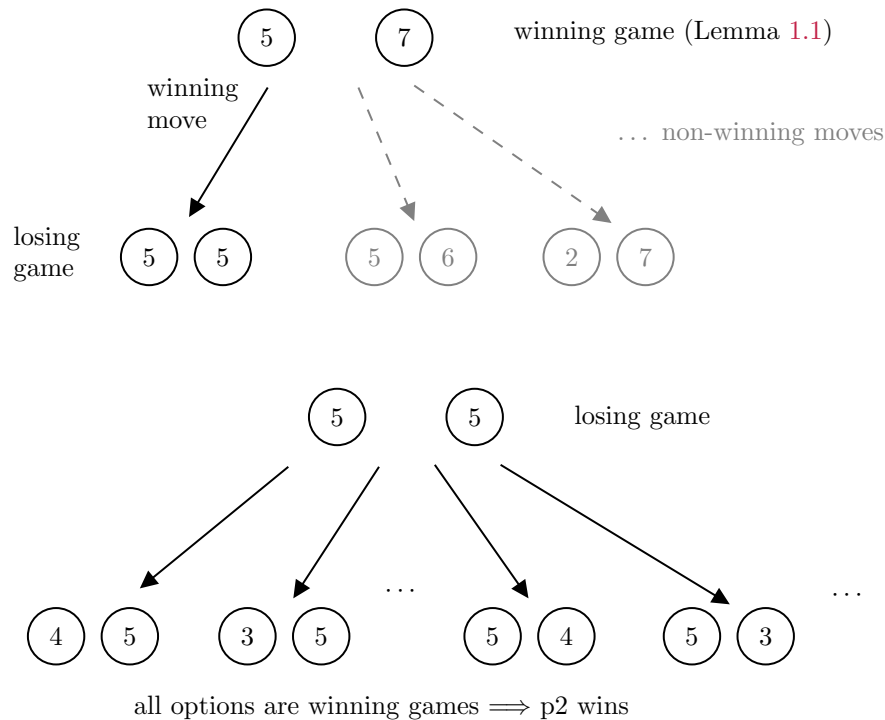 5 7 winning game (Lemma 1.1)
winning
move
... non-winning moves
losing
game
5 5 5 6 2 7
5 5 losing game
... ...
4 5 3 5 5 4 5 3
all options are winning games ⟹ p2 wins